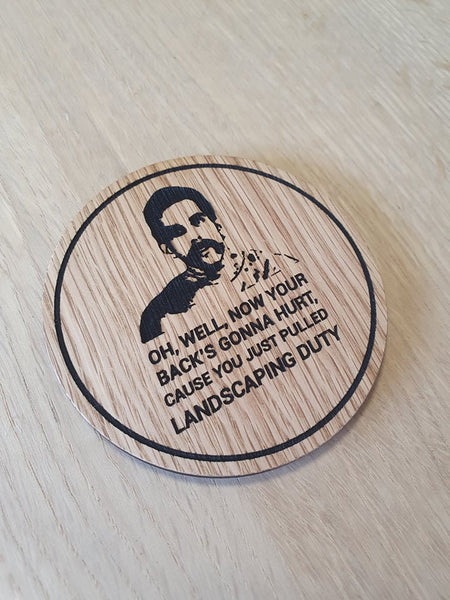 OH, WELL, NOW YOUR
BACK'S GONNA HURT,
CAUSE YOU JUST PULLED
LANDSCAPING DUTY